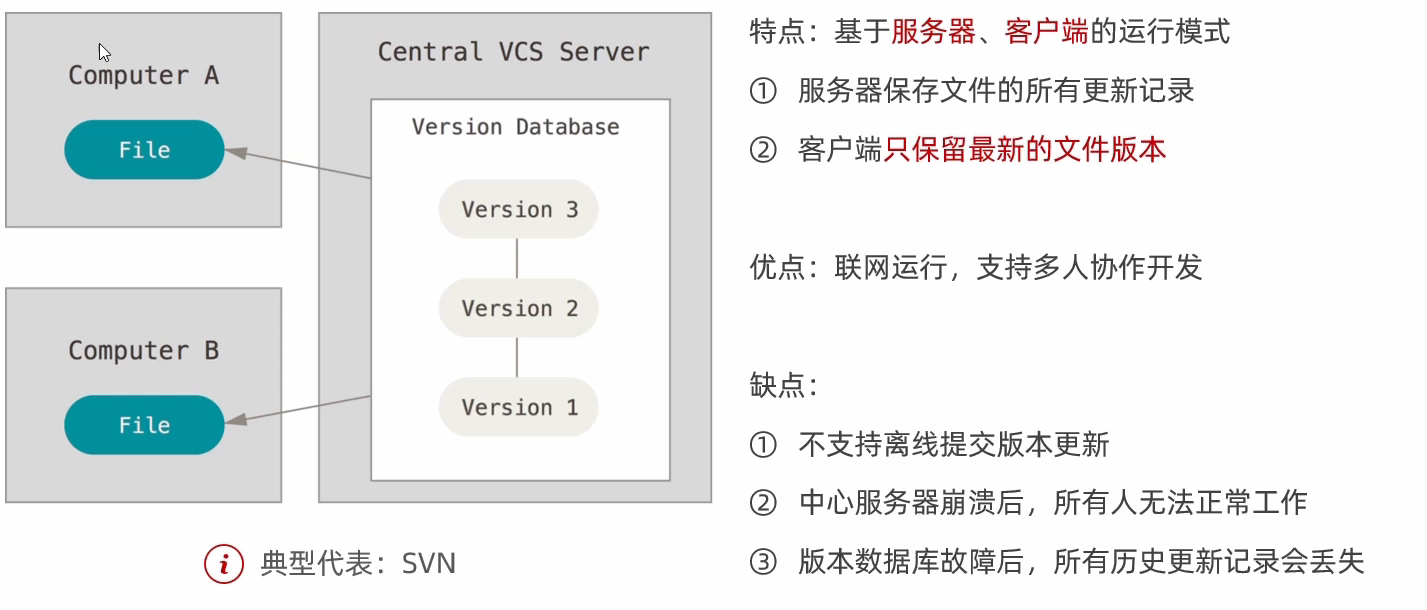 Computer A
File
Computer B
File
Central VCS Server
Version Database
Version 3
Version 2
Version 1
i 典型代表：SVN
特点：基于服务器、客户端的运行模式
① 服务器保存文件的所有更新记录
② 客户端只保留最新的文件版本
优点：联网运行，支持多人协作开发
缺点：
① 不支持离线提交版本更新
② 中心服务器崩溃后，所有人无法正常工作
③ 版本数据库故障后，所有历史更新记录会丢失